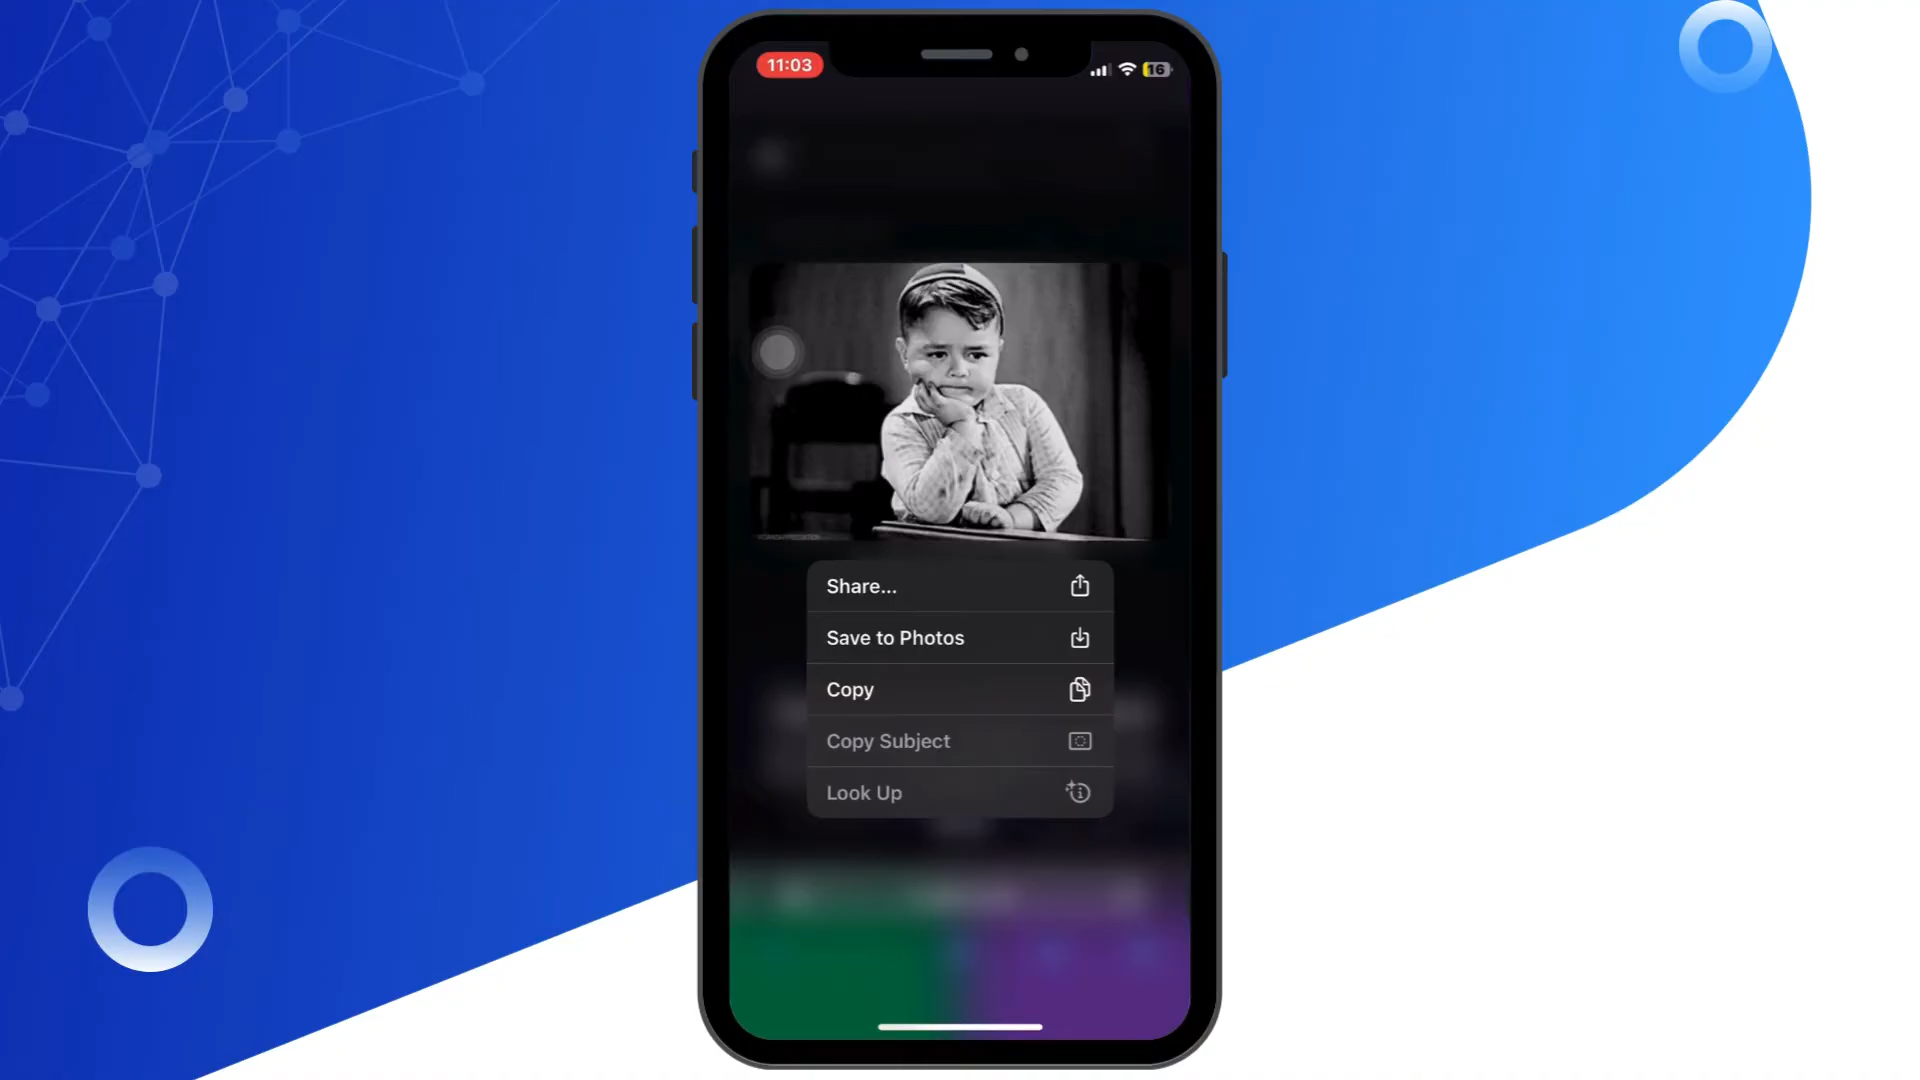 11:03
16
Share...
Save to Photos
Copy
Copy Subject
Look Up